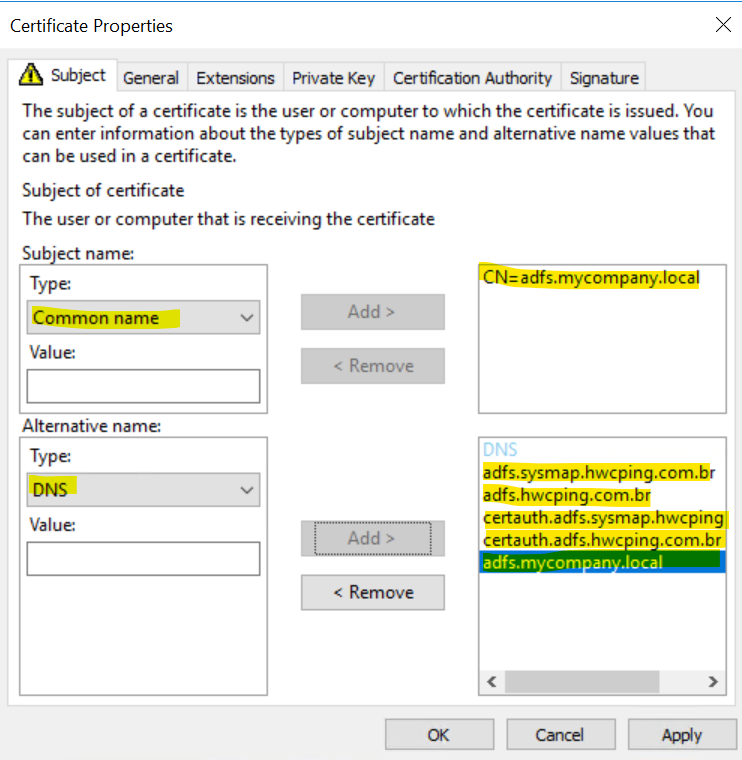 Certificate Properties
Subject General Extensions Private Key Certification Authority Signature
The subject of a certificate is the user or computer to which the certificate is issued. You
can enter information about the types of subject name and alternative name values that
can be used in a certificate.
Subject of certificate
The user or computer that is receiving the certificate
Subject name:
Type:
Common name
Value:
Add >
< Remove
CN=adfs.mycompany.local
Alternative name:
Type:
DNS
Value:
Add >
< Remove
DNS
adfs.sysmap.hwcping.com.br
adfs.hwcping.com.br
certauth.adfs.sysmap.hwcping
certauth.adfs.hwcping.com.br
adfs.mycompany.local
OK Cancel Apply